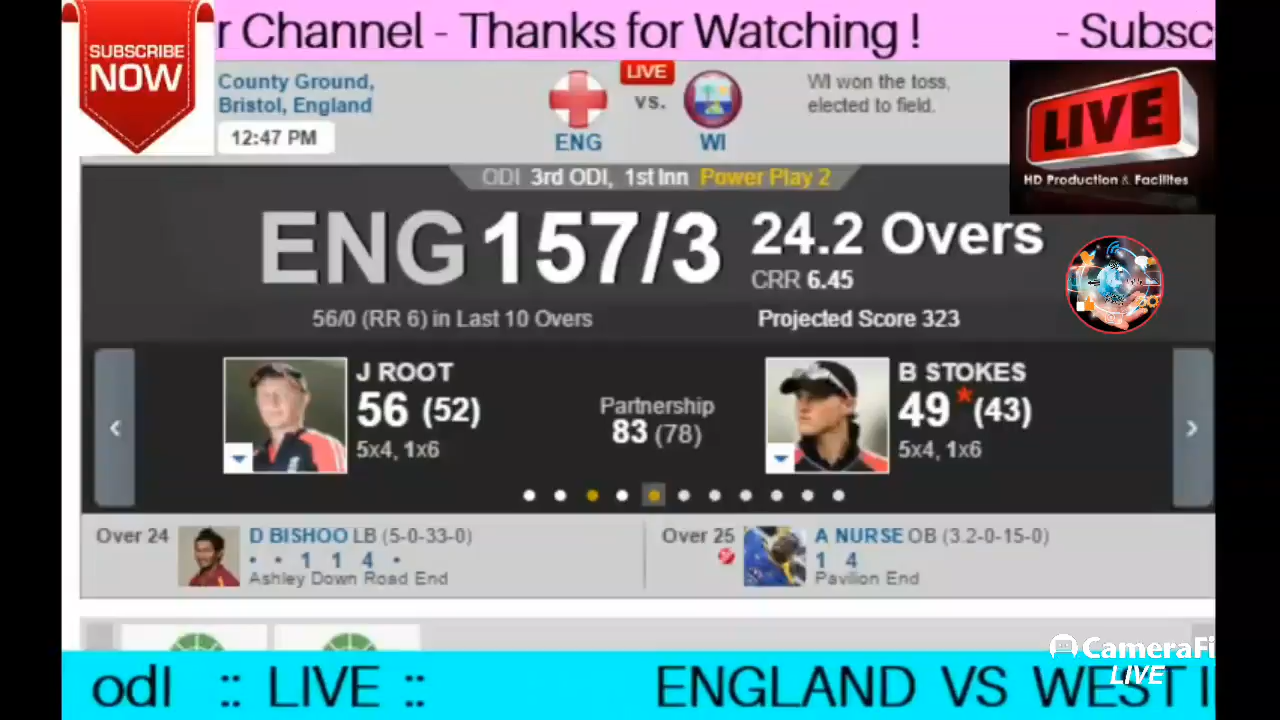 r Channel - Thanks for Watching ! - Subsc
SUBSCRIBE
NOW
County Ground,
Bristol, England
12:47 PM
LIVE
vs.
ENG
WI
WI won the toss,
elected to field.
LIVE
HD Production & Facilites
ODI 3rd ODI, 1st Inn Power Play 2
ENG 157/3
24.2 Overs
CRR 6.45
56/0 (RR 6) in Last 10 Overs
Projected Score 323
J ROOT
56 (52)
5x4, 1x6
Partnership
83 (78)
B STOKES
49* (43)
5x4, 1x6
Over 24
D BISHOO LB (5-0-33-0)
• • 1 1 4 •
Ashley Down Road End
Over 25
A NURSE OB (3.2-0-15-0)
1 4
Pavilion End
CameraFi
LIVE
odI :: LIVE :: ENGLAND VS WEST I